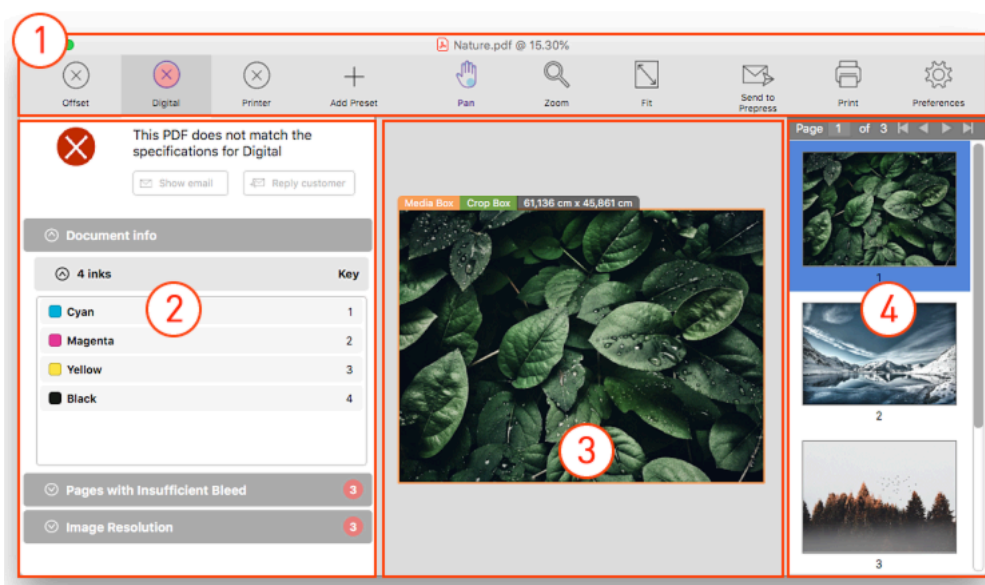 1
Nature.pdf @ 15.30%
Offset Digital Printer Add Preset Pan Zoom Fit Send to Prepress Print Preferences
This PDF does not match the
specifications for Digital
Show email Reply customer
Document info
4 inks Key
Cyan 1
Magenta 2
Yellow 3
Black 4
2
Pages with Insufficient Bleed 3
Image Resolution 3
Media Box Crop Box 61,136 cm x 45,861 cm
3
Page 1 of 3
1
4
2
3